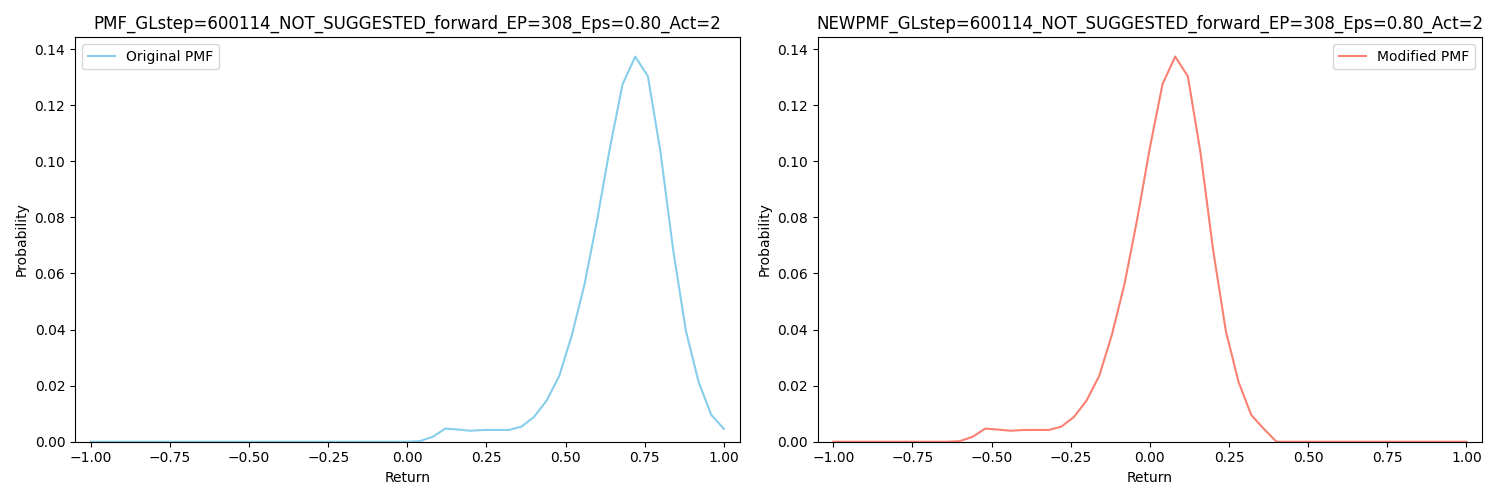 PMF_GLstep=600114_NOT_SUGGESTED_forward_EP=308_Eps=0.80_Act=2
Original PMF
Probability
0.14
0.12
0.10
0.08
0.06
0.04
0.02
0.00
−1.00 −0.75 −0.50 −0.25 0.00 0.25 0.50 0.75 1.00
Return
NEWPMF_GLstep=600114_NOT_SUGGESTED_forward_EP=308_Eps=0.80_Act=2
Modified PMF
Probability
0.14
0.12
0.10
0.08
0.06
0.04
0.02
0.00
−1.00 −0.75 −0.50 −0.25 0.00 0.25 0.50 0.75 1.00
Return